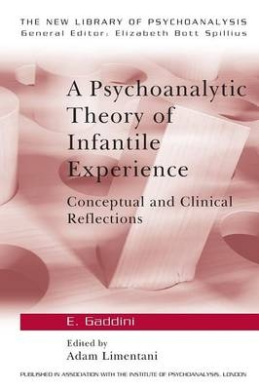 THE NEW LIBRARY OF PSYCHOANALYSIS
General Editor: Elizabeth Bott Spillius
A Psychoanalytic
Theory of
Infantile
Experience
Conceptual and Clinical
Reflections
E. Gaddini
Edited by
Adam Limentani
PUBLISHED IN ASSOCIATION WITH THE INSTITUTE OF PSYCHOANALYSIS, LONDON